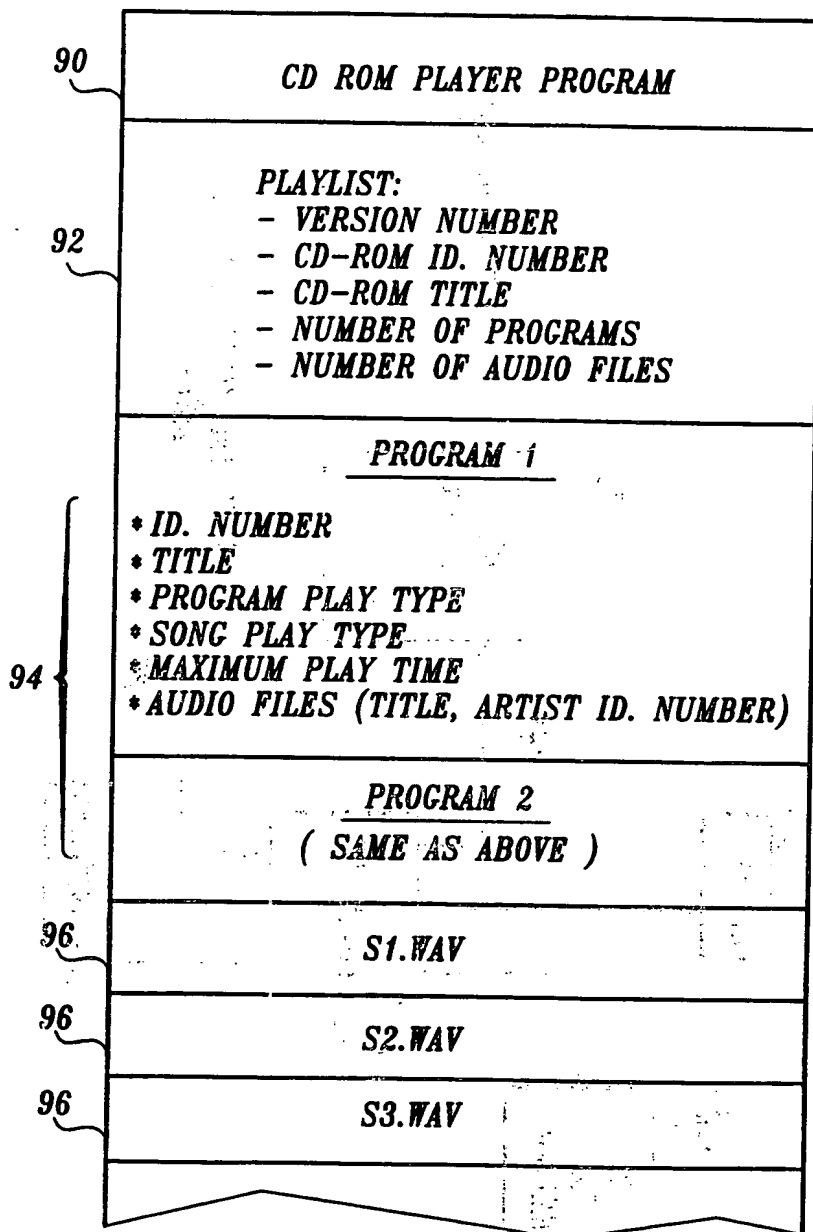 90
CD ROM PLAYER PROGRAM
92
PLAYLIST:
- VERSION NUMBER
- CD-ROM ID. NUMBER
- CD-ROM TITLE
- NUMBER OF PROGRAMS
- NUMBER OF AUDIO FILES
PROGRAM 1
94
* ID. NUMBER
* TITLE
* PROGRAM PLAY TYPE
* SONG PLAY TYPE
* MAXIMUM PLAY TIME
* AUDIO FILES (TITLE, ARTIST ID. NUMBER)
PROGRAM 2
( SAME AS ABOVE )
96
S1.WAV
96
S2.WAV
96
S3.WAV